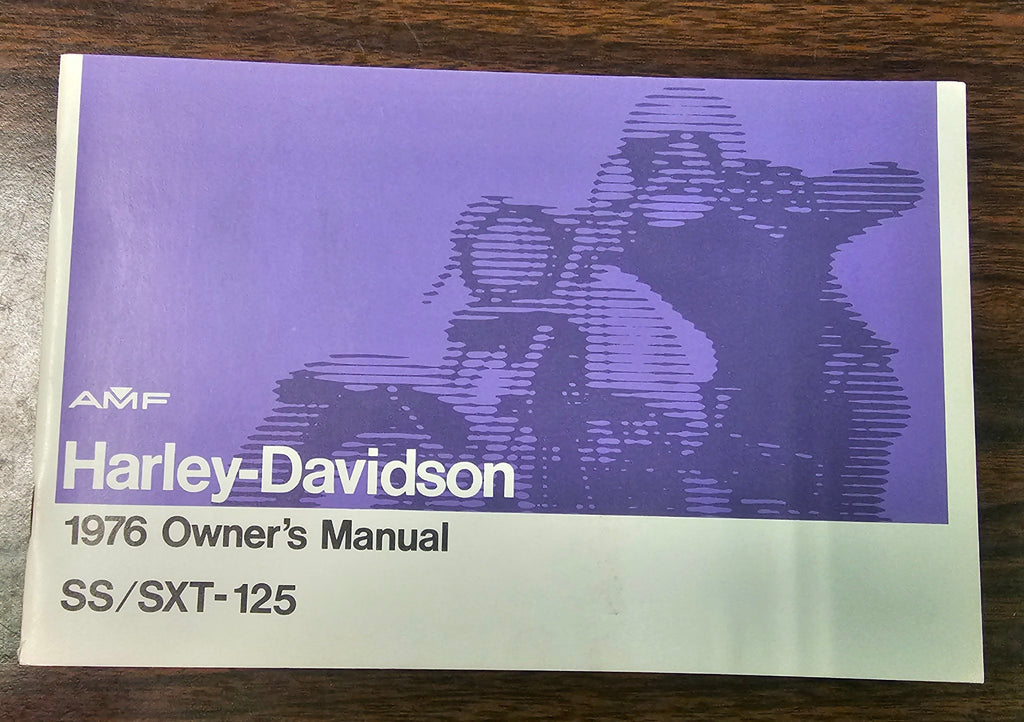 AMF
Harley-Davidson
1976 Owner's Manual
SS/SXT-125